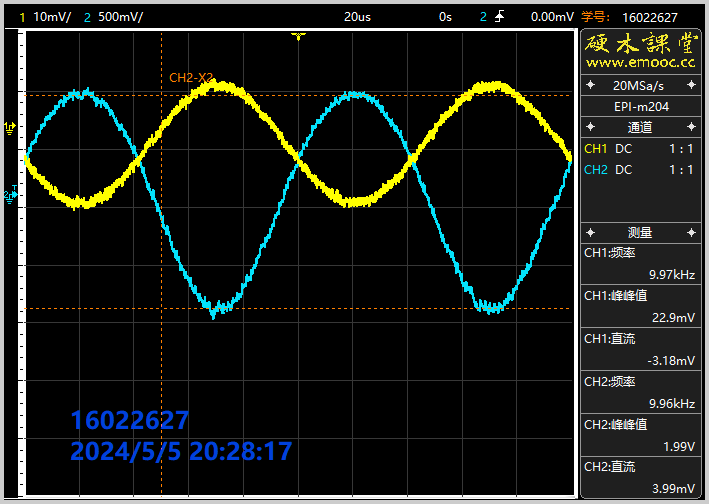 1 10mV/ 2 500mV/ 20us 0s 2 0.00mV 学号: 16022627
硬木課堂
www.emooc.cc
20MSa/s
EPI-m204
通道
CH1 DC 1 : 1
CH2 DC 1 : 1
测量
CH1:频率
9.97kHz
CH1:峰峰值
22.9mV
CH1:直流
-3.18mV
CH2:频率
9.96kHz
CH2:峰峰值
1.99V
CH2:直流
3.99mV
CH2-X2
1
2
T
16022627
2024/5/5 20:28:17